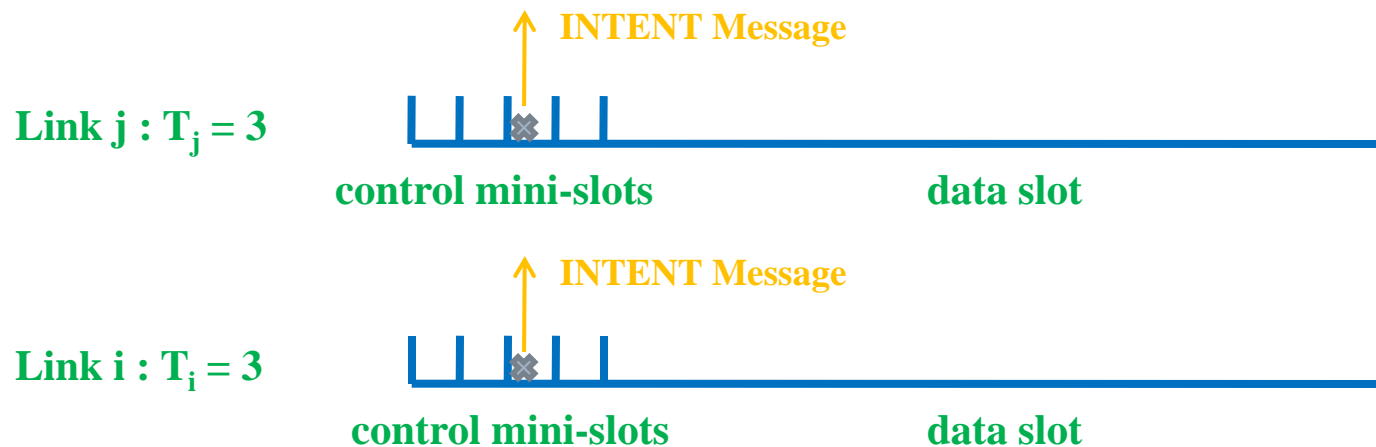 INTENT Message
Link j : Tj = 3
control mini-slots data slot
INTENT Message
Link i : Ti = 3
control mini-slots data slot